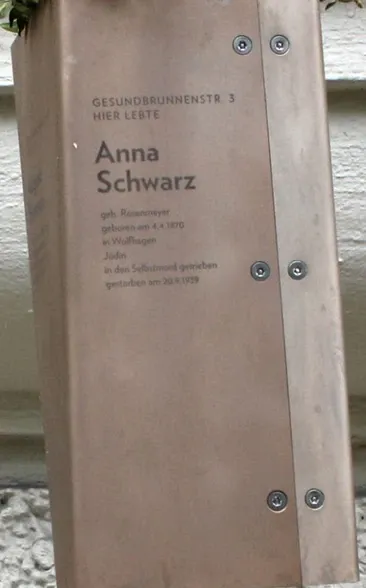 GESUNDBRUNNENSTR. 3
HIER LEBTE
Anna
Schwarz
geb. Rosenmeyer
geboren am 4.4.1870
in Wolfhagen
Jüdin
in den Selbstmord getrieben
gestorben am 20.9.1939